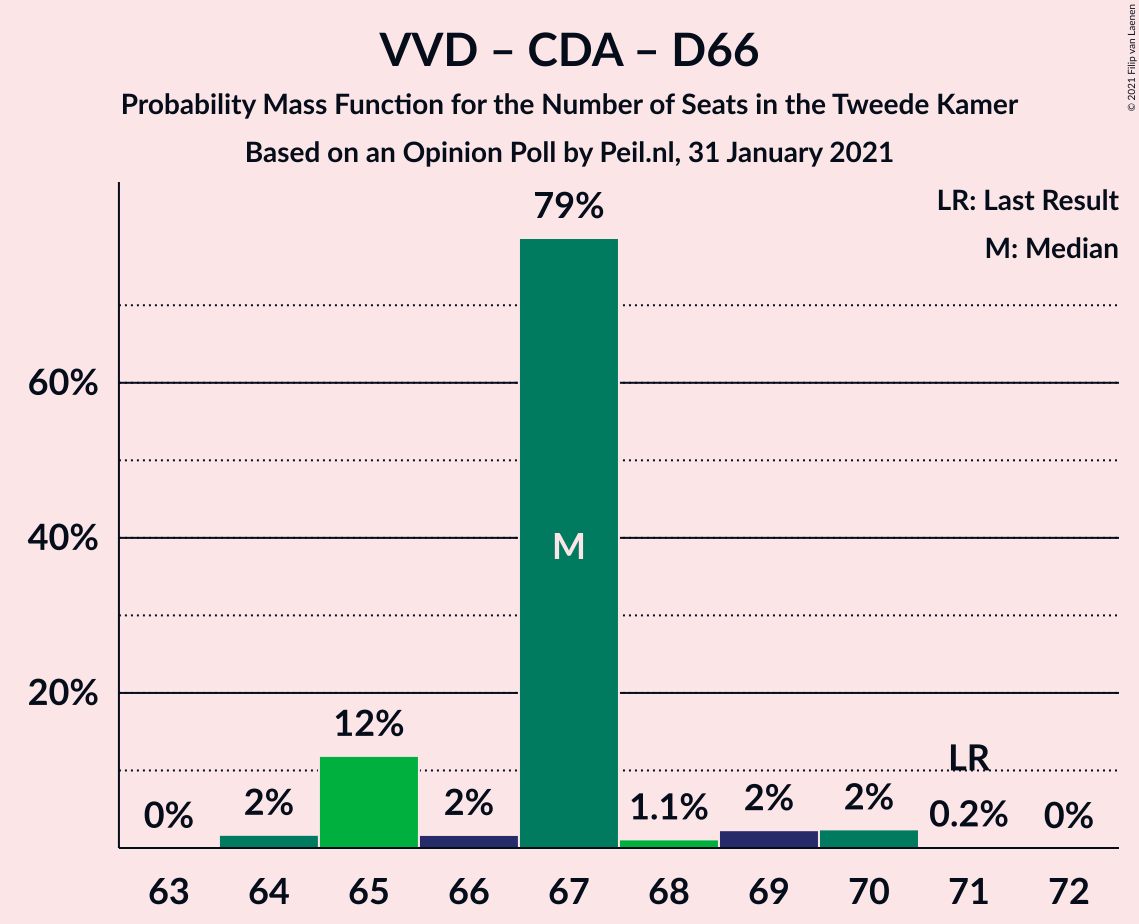 VVD – CDA – D66
Probability Mass Function for the Number of Seats in the Tweede Kamer
Based on an Opinion Poll by Peil.nl, 31 January 2021
© 2021 Filip van Laenen
LR: Last Result
M: Median
79%
60%
40%
20%
M
0%
2%
12%
2%
1.1%
2%
2%
LR
0.2%
0%
63 64 65 66 67 68 69 70 71 72